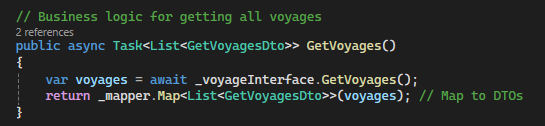 // Business logic for getting all voyages
2 references
public async Task<List<GetVoyagesDto>> GetVoyages()
{
    var voyages = await _voyageInterface.GetVoyages();
    return _mapper.Map<List<GetVoyagesDto>>(voyages); // Map to DTOs
}